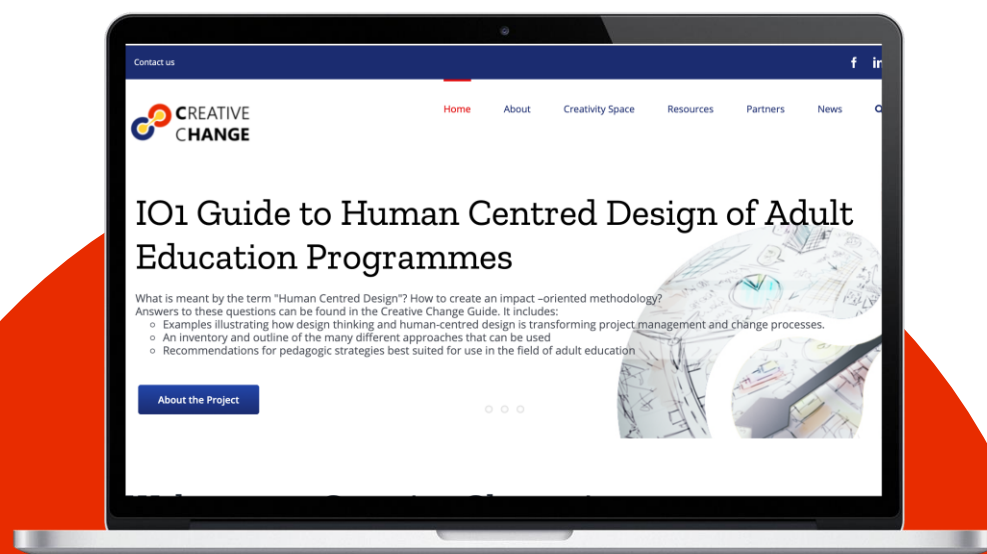 Contact us
f in
CREATIVE
CHANGE
Home About Creativity Space Resources Partners News
IO1 Guide to Human Centred Design of Adult
Education Programmes
What is meant by the term "Human Centred Design"? How to create an impact –oriented methodology?
Answers to these questions can be found in the Creative Change Guide. It includes:
Examples illustrating how design thinking and human-centred design is transforming project management and change processes.
An inventory and outline of the many different approaches that can be used
Recommendations for pedagogic strategies best suited for use in the field of adult education
About the Project